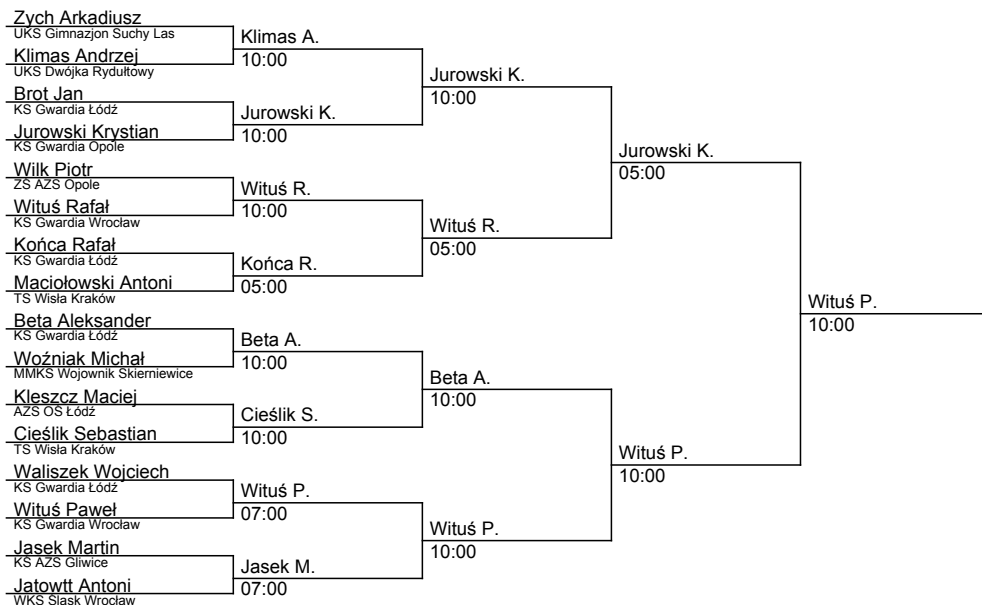 Zych Arkadiusz
UKS Gimnazjon Suchy Las
Klimas Andrzej
UKS Dwójka Rydułtowy
Brot Jan
KS Gwardia Łódź
Jurowski Krystian
KS Gwardia Opole
Wilk Piotr
ZS AZS Opole
Wituś Rafał
KS Gwardia Wrocław
Końca Rafał
KS Gwardia Łódź
Maciołowski Antoni
TS Wisła Kraków
Beta Aleksander
KS Gwardia Łódź
Woźniak Michał
MMKS Wojownik Skierniewice
Kleszcz Maciej
AZS OŚ Łódź
Cieślik Sebastian
TS Wisła Kraków
Waliszek Wojciech
KS Gwardia Łódź
Wituś Paweł
KS Gwardia Wrocław
Jasek Martin
KS AZS Gliwice
Jatowtt Antoni
WKS Śląsk Wrocław
Klimas A.
10:00
Jurowski K.
10:00
Wituś R.
10:00
Końca R.
05:00
Beta A.
10:00
Cieślik S.
10:00
Wituś P.
07:00
Jasek M.
07:00
Jurowski K.
10:00
Wituś R.
05:00
Beta A.
10:00
Wituś P.
10:00
Jurowski K.
05:00
Wituś P.
10:00
Wituś P.
10:00